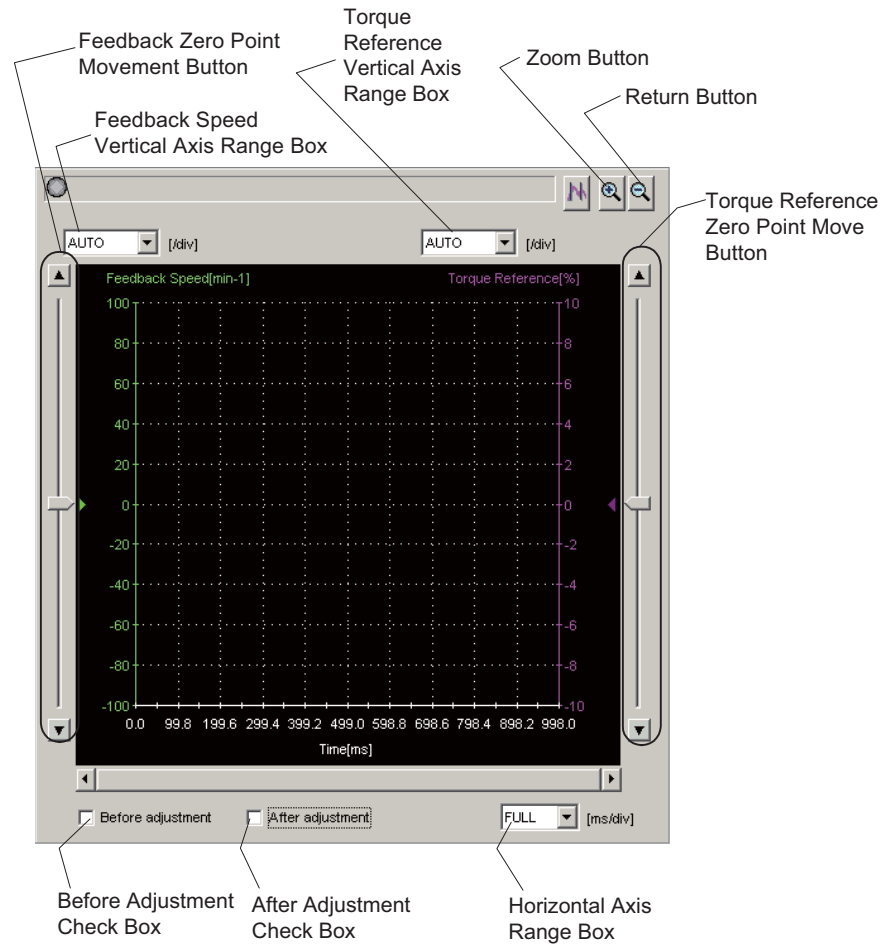 Feedback Zero Point
Movement Button
Torque
Reference
Vertical Axis
Range Box
Zoom Button
Return Button
Feedback Speed
Vertical Axis Range Box
Torque Reference
Zero Point Move
Button
AUTO [/div]
AUTO [/div]
Feedback Speed[min-1]
Torque Reference[%]
100 10
80 8
60 6
40 4
20 2
0 0
-20 -2
-40 -4
-60 -6
-80 -8
-100 -10
0.0 99.8 199.6 299.4 399.2 499.0 598.8 698.6 798.4 898.2 998.0
Time[ms]
Before adjustment
After adjustment
FULL [ms/div]
Before Adjustment
Check Box
After Adjustment
Check Box
Horizontal Axis
Range Box